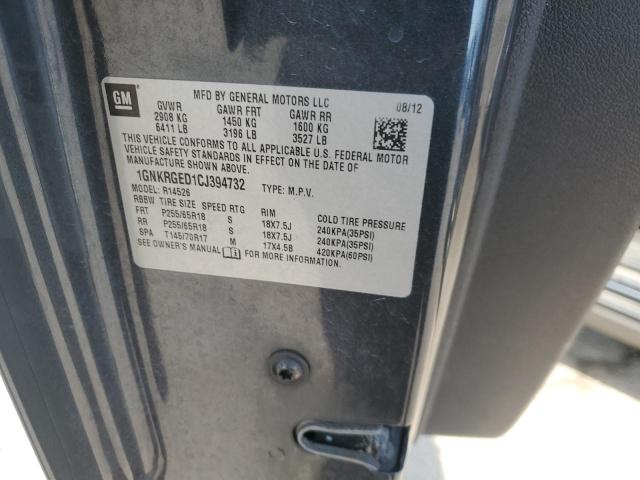 GM
MFD BY GENERAL MOTORS LLC 08/12
GVWR GAWR FRT GAWR RR
2908 KG 1450 KG 1600 KG
6411 LB 3196 LB 3527 LB
THIS VEHICLE CONFORMS TO ALL APPLICABLE U.S. FEDERAL MOTOR
VEHICLE SAFETY STANDARDS IN EFFECT ON THE DATE OF
MANUFACTURE SHOWN ABOVE.
1GNKRGED1CJ394732 TYPE: M.P.V.
MODEL: R14526
RBBW TIRE SIZE SPEED RTG RIM COLD TIRE PRESSURE
FRT P255/65R18 S 18X7.5J 240KPA(35PSI)
RR P255/65R18 S 18X7.5J 240KPA(35PSI)
SPA T145/70R17 M 17X4.5B 420KPA(60PSI)
SEE OWNER'S MANUAL FOR MORE INFORMATION.